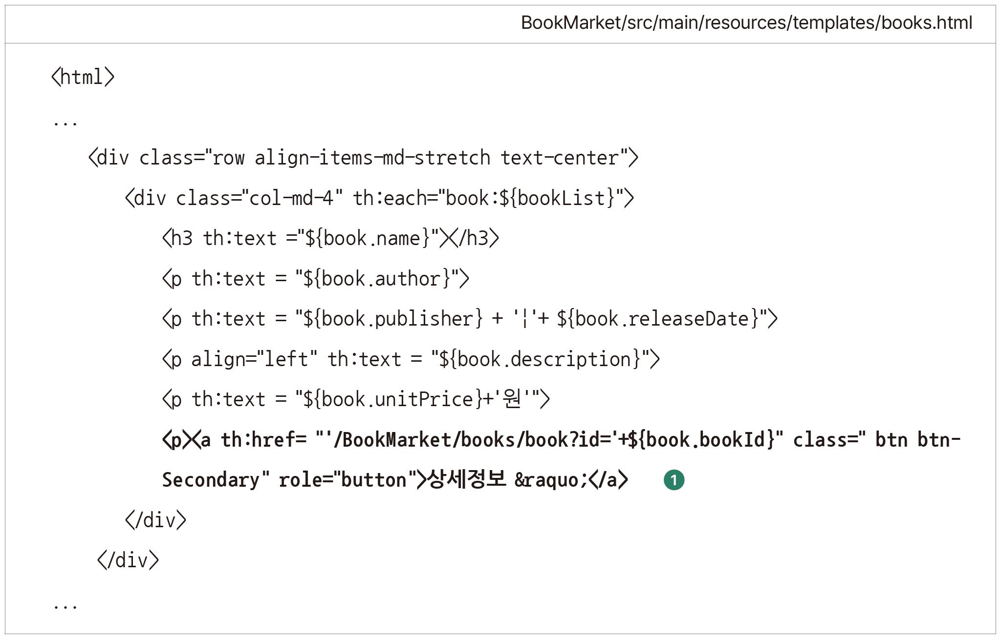 BookMarket/src/main/resources/templates/books.html
<html>
...
<div class="row align-items-md-stretch text-center">
<div class="col-md-4" th:each="book:${bookList}">
<h3 th:text ="${book.name}"></h3>
<p th:text = "${book.author}">
<p th:text = "${book.publisher} + '¦'+ ${book.releaseDate}">
<p align="left" th:text = "${book.description}">
<p th:text = "${book.unitPrice}+'원'">
<p><a th:href= "'/BookMarket/books/book?id='+${book.bookId}" class=" btn btn-
Secondary" role="button">상세정보 &raquo;</a> 1
</div>
</div>
...